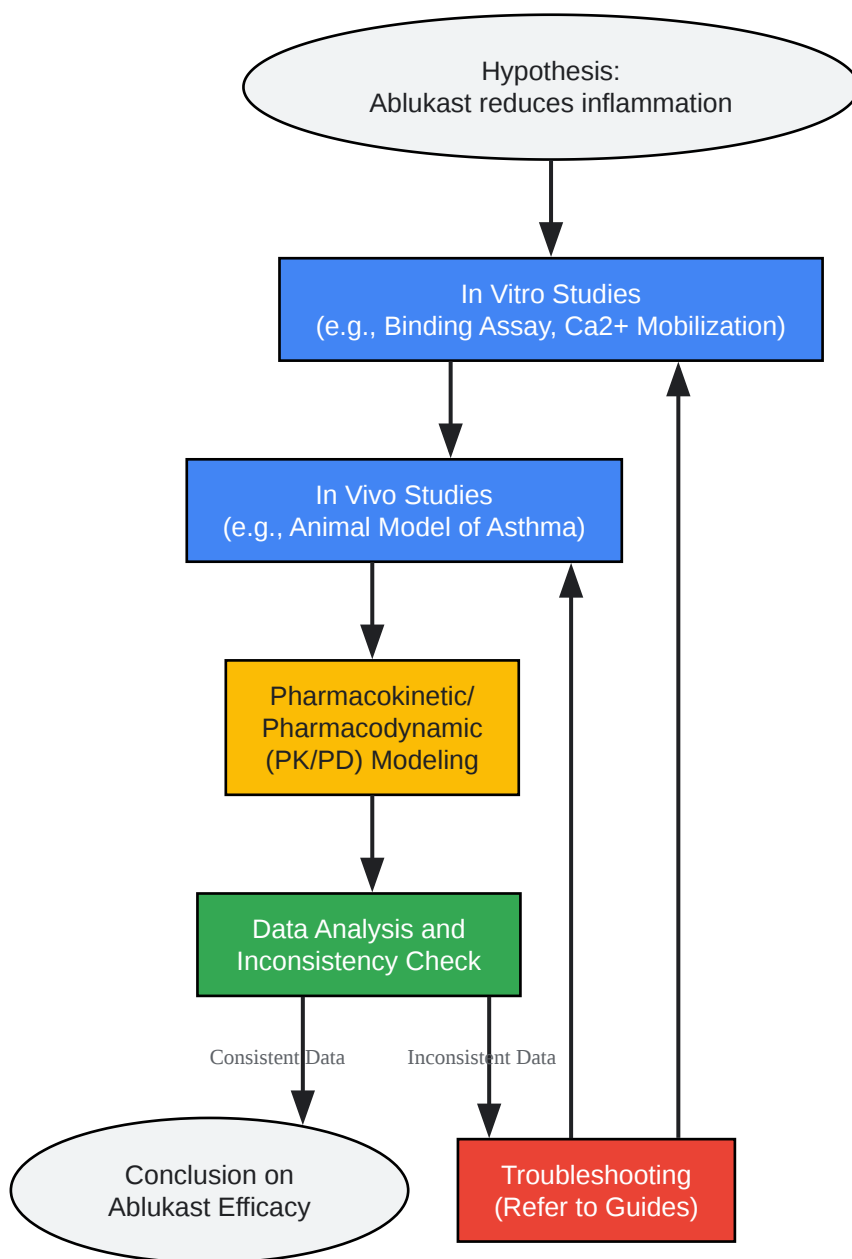 Hypothesis:
Ablukast reduces inflammation
In Vitro Studies
(e.g., Binding Assay, Ca2+ Mobilization)
In Vivo Studies
(e.g., Animal Model of Asthma)
Pharmacokinetic/
Pharmacodynamic
(PK/PD) Modeling
Data Analysis and
Inconsistency Check
Consistent Data
Inconsistent Data
Conclusion on
Ablukast Efficacy
Troubleshooting
(Refer to Guides)